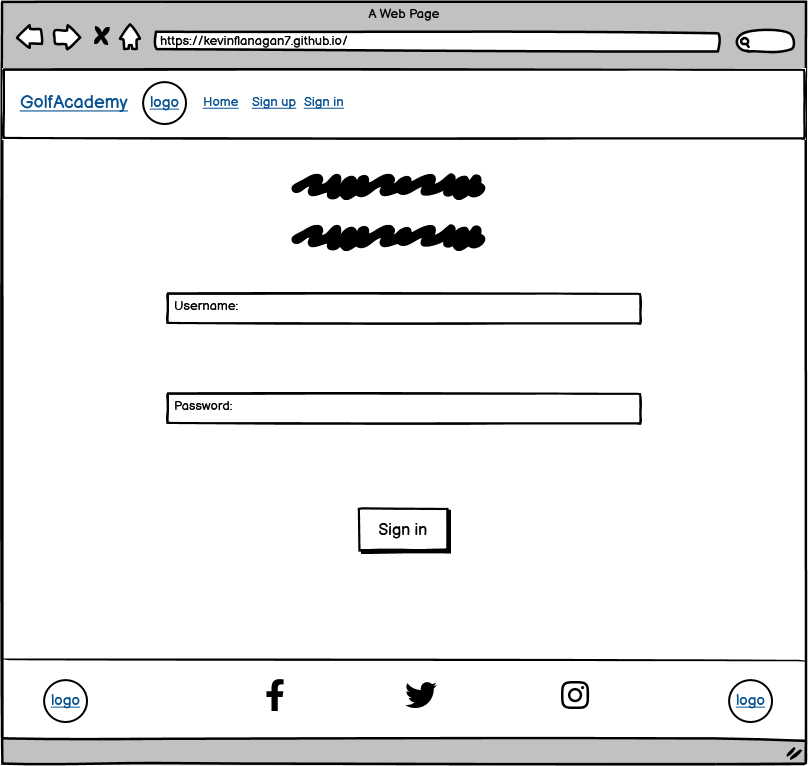 A Web Page
https://kevinflanagan7.github.io/
GolfAcademy logo Home Sign up Sign in
Username:
Password:
Sign in
logo logo